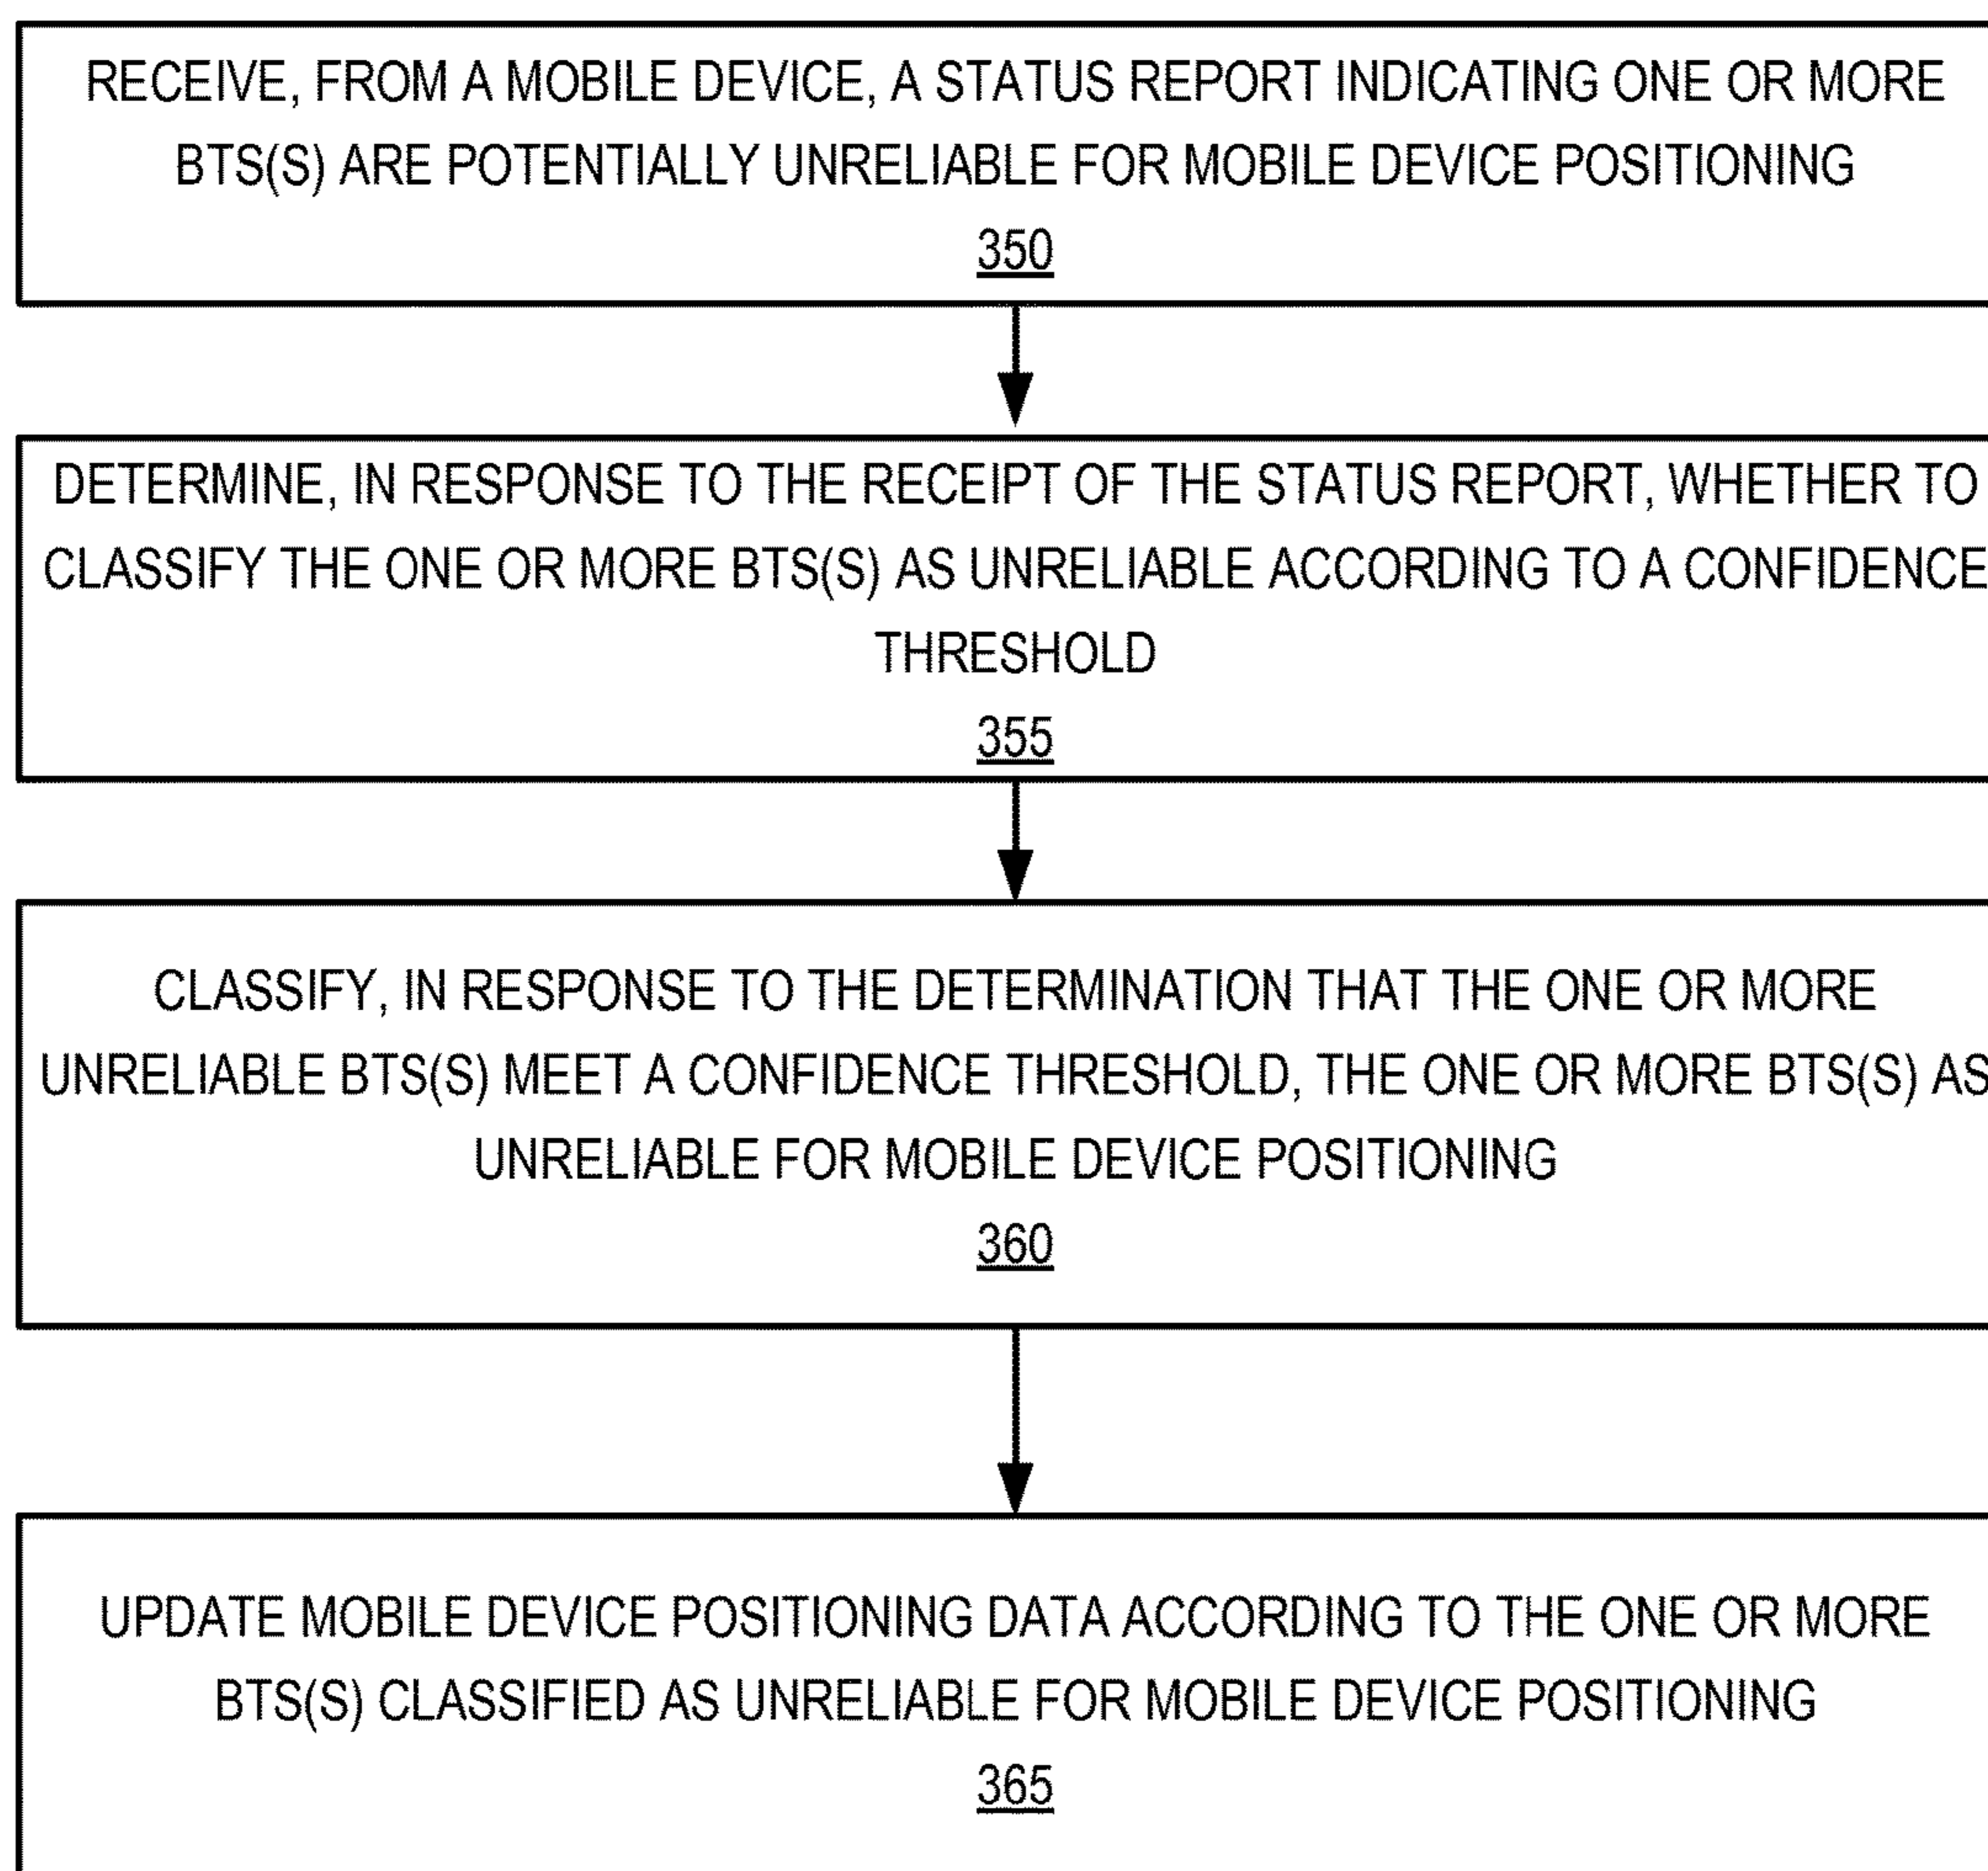 RECEIVE, FROM A MOBILE DEVICE, A STATUS REPORT INDICATING ONE OR MORE
BTS(S) ARE POTENTIALLY UNRELIABLE FOR MOBILE DEVICE POSITIONING
350
DETERMINE, IN RESPONSE TO THE RECEIPT OF THE STATUS REPORT, WHETHER TO
CLASSIFY THE ONE OR MORE BTS(S) AS UNRELIABLE ACCORDING TO A CONFIDENCE
THRESHOLD
355
CLASSIFY, IN RESPONSE TO THE DETERMINATION THAT THE ONE OR MORE
UNRELIABLE BTS(S) MEET A CONFIDENCE THRESHOLD, THE ONE OR MORE BTS(S) AS
UNRELIABLE FOR MOBILE DEVICE POSITIONING
360
UPDATE MOBILE DEVICE POSITIONING DATA ACCORDING TO THE ONE OR MORE
BTS(S) CLASSIFIED AS UNRELIABLE FOR MOBILE DEVICE POSITIONING
365